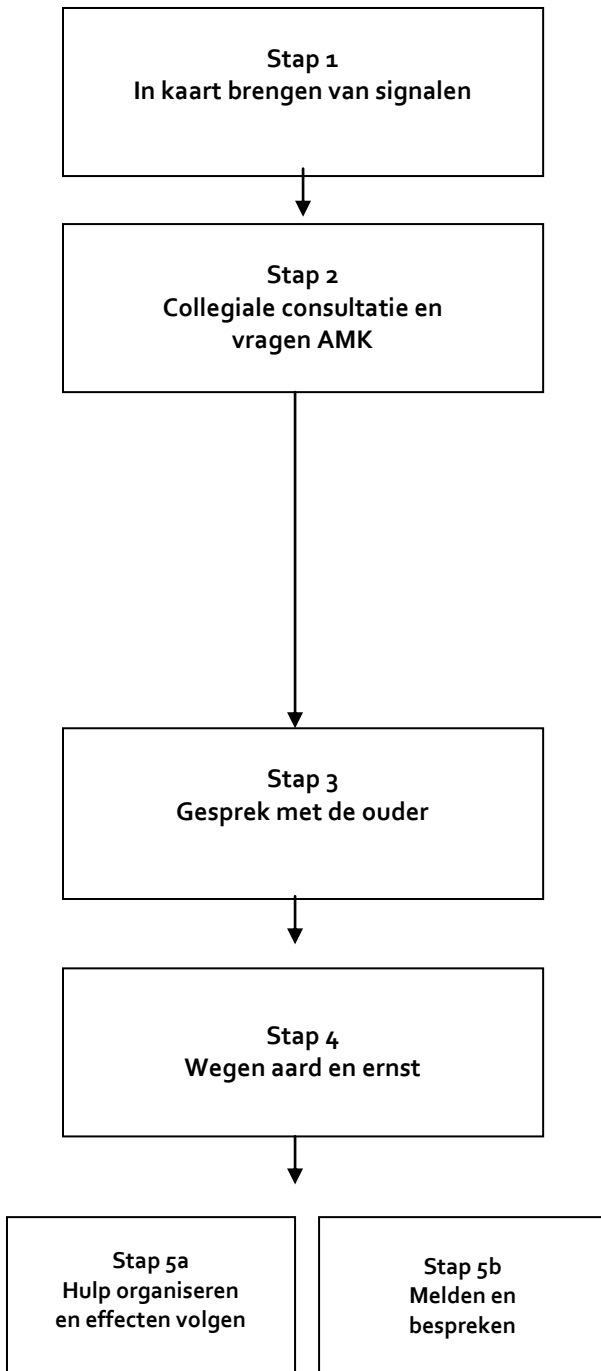 Stap 1
In kaart brengen van signalen
Stap 2
Collegiale consultatie en
vragen AMK
Stap 3
Gesprek met de ouder
Stap 4
Wegen aard en ernst
Stap 5a
Hulp organiseren
en effecten volgen
Stap 5b
Melden en
bespreken